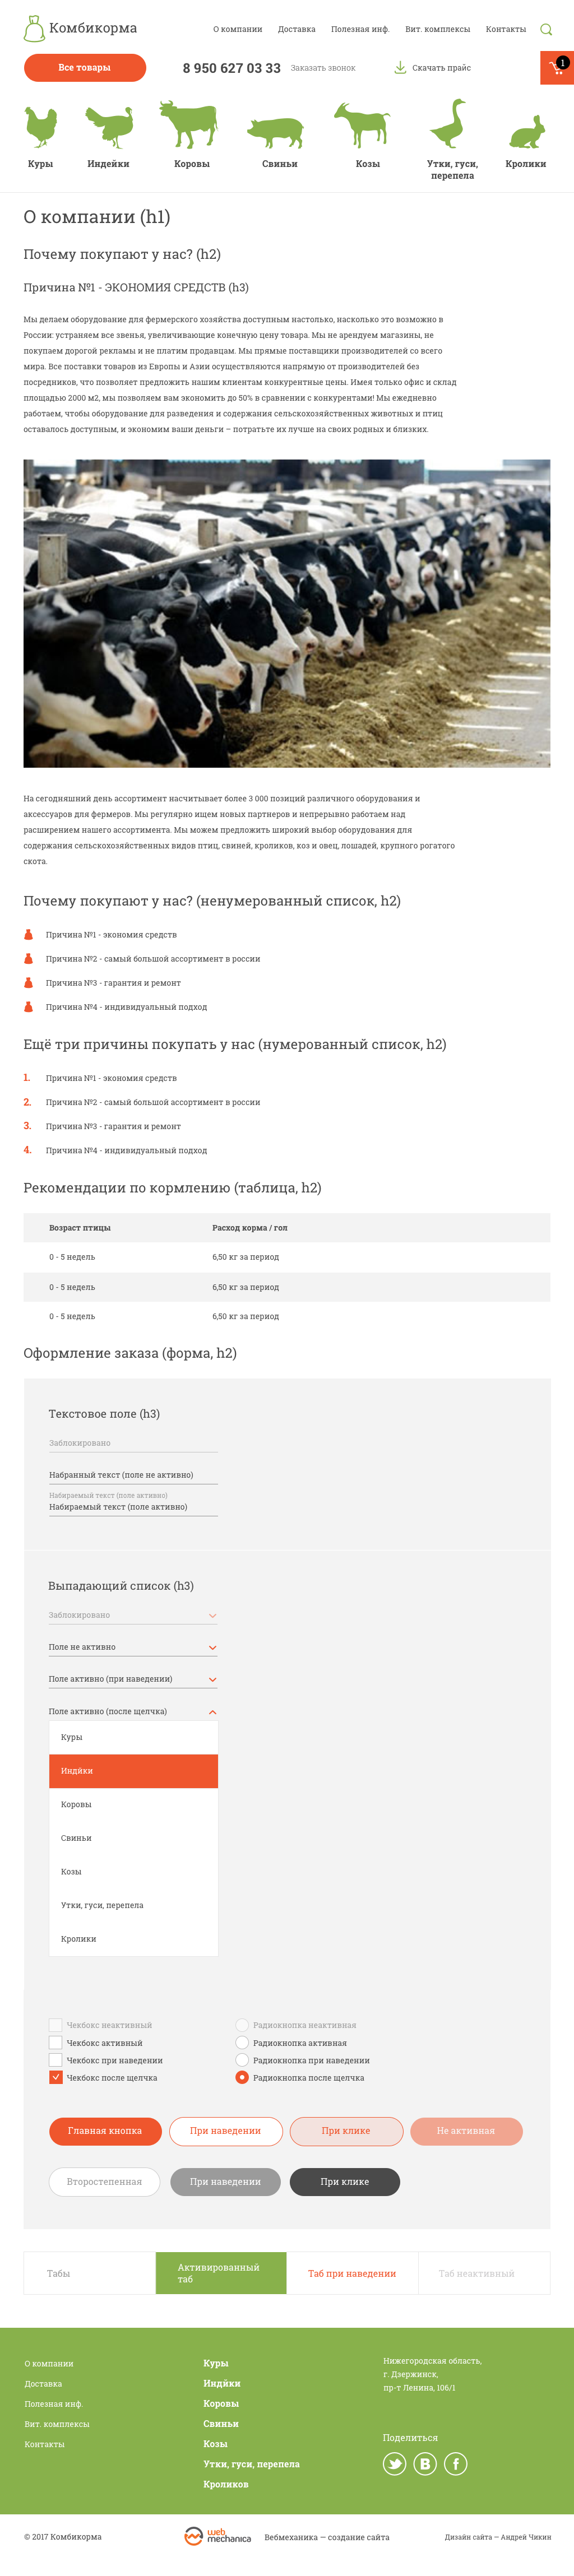 Комбикорма
О компании Доставка Полезная инф. Вит. комплексы Контакты
Все товары 8 950 627 03 33 Заказать звонок Скачать прайс 1
Куры Индейки Коровы Свиньи Козы Утки, гуси, Кролики
перепела
О компании (h1)
Почему покупают у нас? (h2)
Причина №1 - ЭКОНОМИЯ СРЕДСТВ (h3)
Мы делаем оборудование для фермерского хозяйства доступным настолько, насколько это возможно в
России: устраняем все звенья, увеличивающие конечную цену товара. Мы не арендуем магазины, не
покупаем дорогой рекламы и не платим продавцам. Мы прямые поставщики производителей со всего
мира. Все поставки товаров из Европы и Азии осуществляются напрямую от производителей без
посредников, что позволяет предложить нашим клиентам конкурентные цены. Имея только офис и склад
площадью 2000 м2, мы позволяем вам экономить до 50% в сравнении с конкурентами! Мы ежедневно
работаем, чтобы оборудование для разведения и содержания сельскохозяйственных животных и птиц
оставалось доступным, и экономим ваши деньги – потратьте их лучше на своих родных и близких.
На сегодняшний день ассортимент насчитывает более 3 000 позиций различного оборудования и
аксессуаров для фермеров. Мы регулярно ищем новых партнеров и непрерывно работаем над
расширением нашего ассортимента. Мы можем предложить широкий выбор оборудования для
содержания сельскохозяйственных видов птиц, свиней, кроликов, коз и овец, лошадей, крупного рогатого
скота.
Почему покупают у нас? (ненумерованный список, h2)
Причина №1 - экономия средств
Причина №2 - самый большой ассортимент в россии
Причина №3 - гарантия и ремонт
Причина №4 - индивидуальный подход
Ещё три причины покупать у нас (нумерованный список, h2)
1. Причина №1 - экономия средств
2. Причина №2 - самый большой ассортимент в россии
3. Причина №3 - гарантия и ремонт
4. Причина №4 - индивидуальный подход
Рекомендации по кормлению (таблица, h2)
Возраст птицы Расход корма / гол
0 - 5 недель 6,50 кг за период
0 - 5 недель 6,50 кг за период
0 - 5 недель 6,50 кг за период
Оформление заказа (форма, h2)
Текстовое поле (h3)
Заблокировано
Набранный текст (поле не активно)
Набираемый текст (поле активно)
Набираемый текст (поле активно)
Выпадающий список (h3)
Заблокировано
Поле не активно
Поле активно (при наведении)
Поле активно (после щелчка)
Куры
Индйки
Коровы
Свиньи
Козы
Утки, гуси, перепела
Кролики
Чекбокс неактивный Радиокнопка неактивная
Чекбокс активный Радиокнопка активная
Чекбокс при наведении Радиокнопка при наведении
Чекбокс после щелчка Радиокнопка после щелчка
Главная кнопка При наведении При клике Не активная
Второстепенная При наведении При клике
Табы Активированный Таб при наведении Таб неактивный
таб
О компании
Доставка
Полезная инф.
Вит. комплексы
Контакты
Куры
Индйки
Коровы
Свиньи
Козы
Утки, гуси, перепела
Кроликов
Нижегородская область,
г. Дзержинск,
пр-т Ленина, 106/1
Поделиться
В f
© 2017 Комбикорма web mechanica Вебмеханика — создание сайта Дизайн сайта — Андрей Чикин